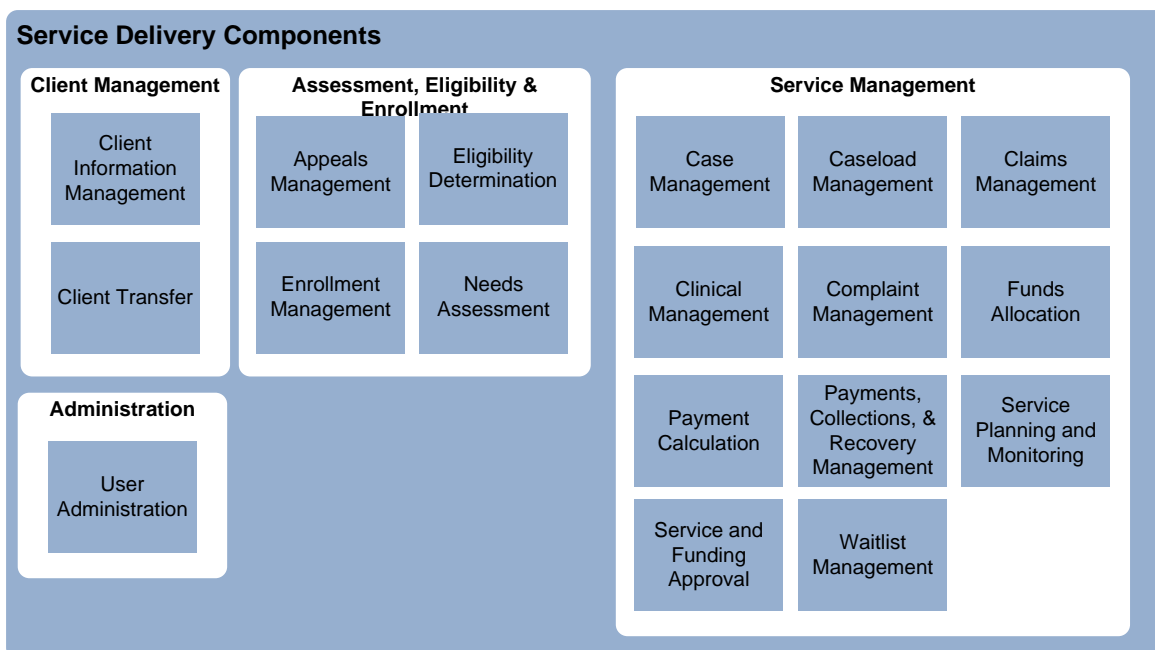 Service Delivery Components
Client Management
Client
Information
Management
Client Transfer
Assessment, Eligibility &
Enrollment
Appeals
Management
Eligibility
Determination
Enrollment
Management
Needs
Assessment
Service Management
Case
Management
Caseload
Management
Claims
Management
Clinical
Management
Complaint
Management
Funds
Allocation
Payment
Calculation
Payments,
Collections, &
Recovery
Management
Service
Planning and
Monitoring
Service and
Funding
Approval
Waitlist
Management
Administration
User
Administration